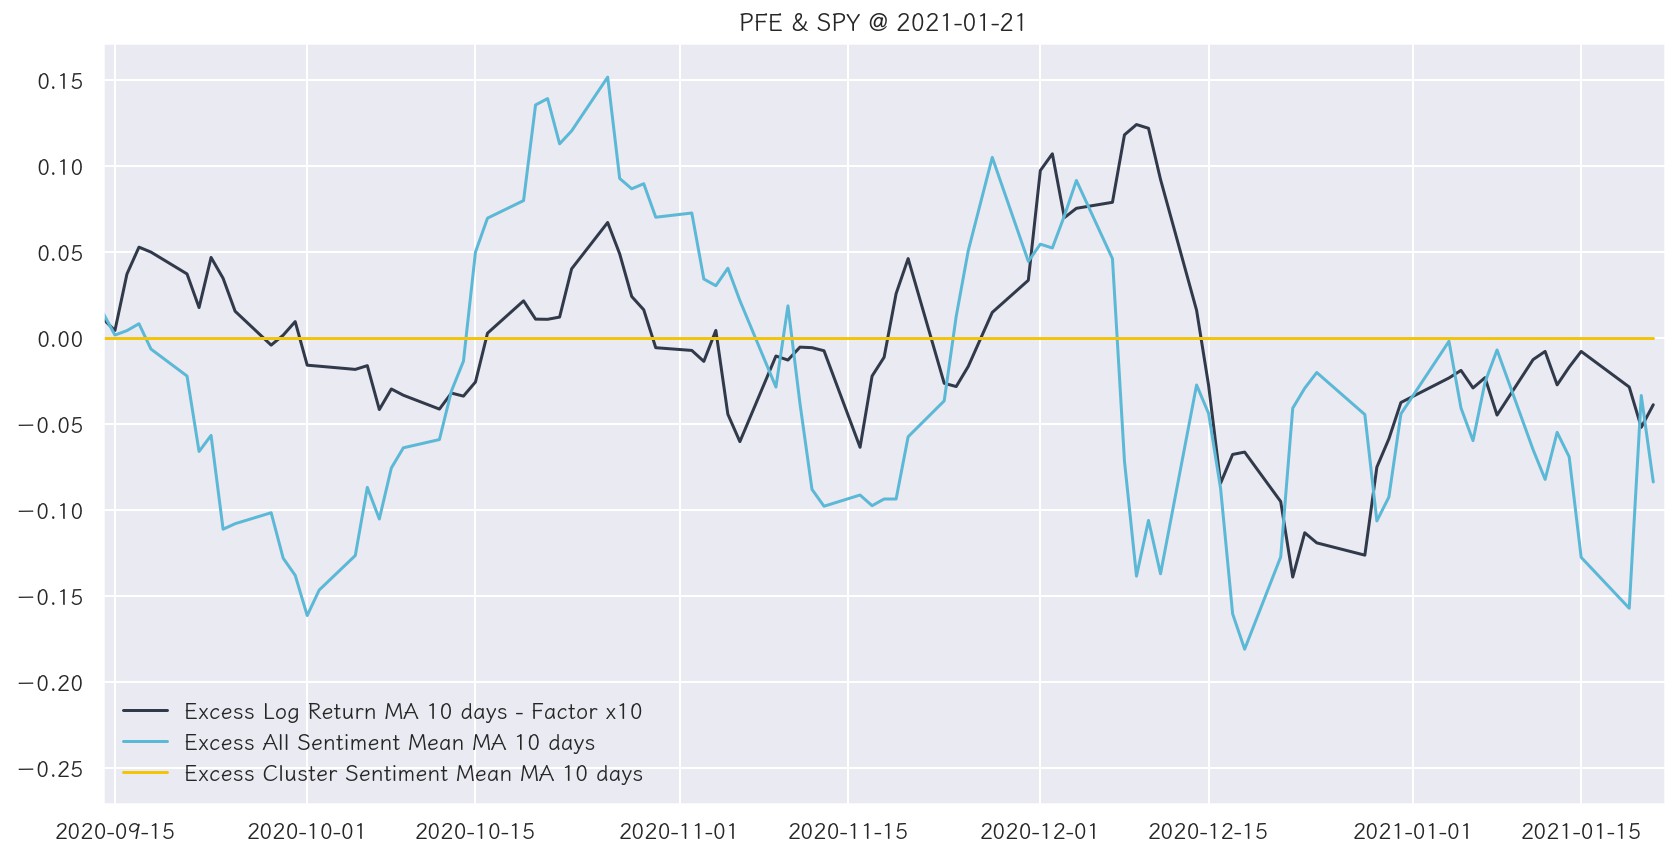 PFE & SPY @ 2021-01-21
0.15
0.10
0.05
0.00
−0.05
−0.10
−0.15
−0.20
−0.25
Excess Log Return MA 10 days - Factor x10
Excess All Sentiment Mean MA 10 days
Excess Cluster Sentiment Mean MA 10 days
2020-09-15 2020-10-01 2020-10-15 2020-11-01 2020-11-15 2020-12-01 2020-12-15 2021-01-01 2021-01-15